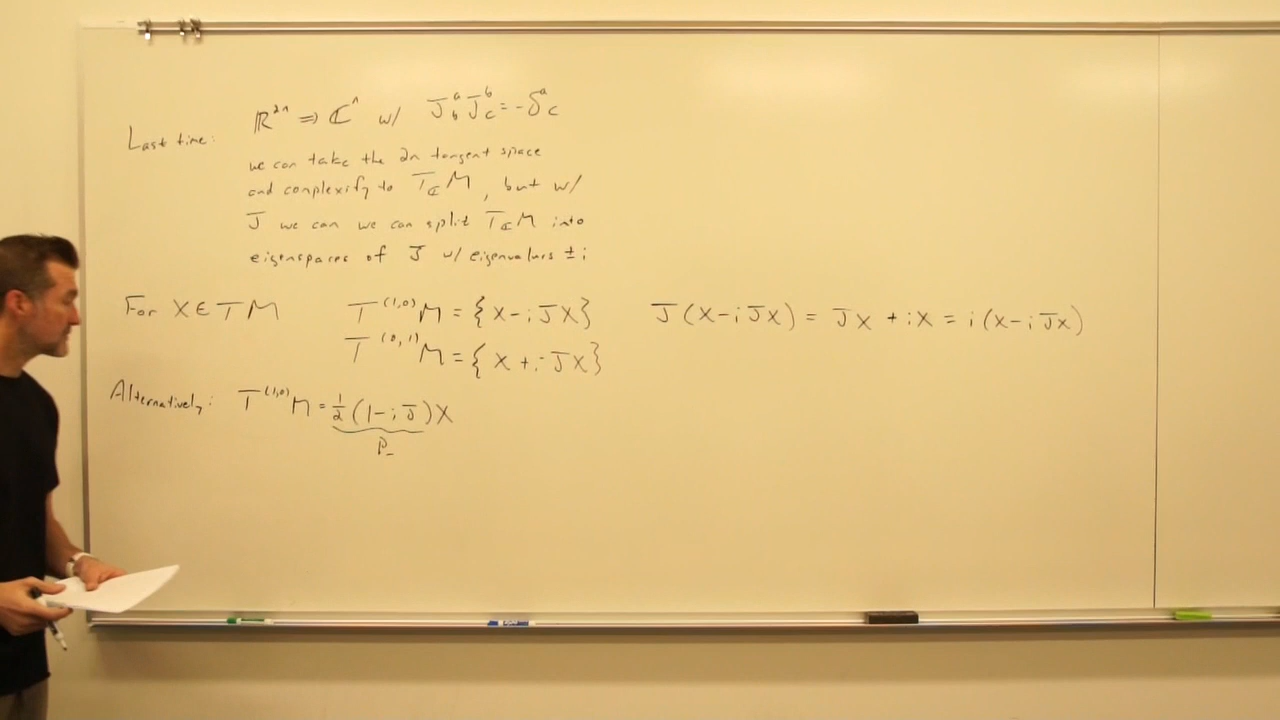 Last time: ℝ²ⁿ ⇒ ℂⁿ w/ J^a_b J^b_c = -δ^a_c
we can take the 2n tangent space
and complexify to T_ℂM, but w/
J we can we can split T_ℂM into
eigenspaces of J w/ eigenvalues ±i
For X ∈ TM T^(1,0)M = {X - iJX} J(X - iJX) = JX + iX = i(X - iJX)
T^(0,1)M = {X + iJX}
Alternatively: T^(1,0)M = ½(1 - iJ)X
P_-